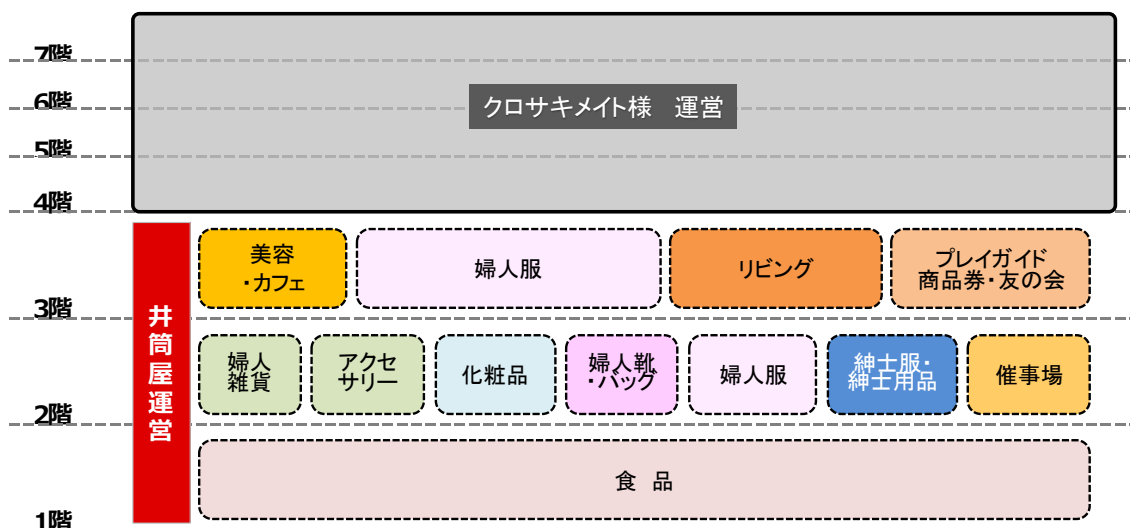 7階
クロサキメイト様　運営
6階
5階
4階
井筒屋運営
美容
・カフェ
婦人服
リビング
プレイガイド
商品券・友の会
3階
婦人
雑貨
アクセ
サリー
化粧品
婦人靴
・バッグ
婦人服
紳士服・
紳士用品
催事場
2階
食 品
1階